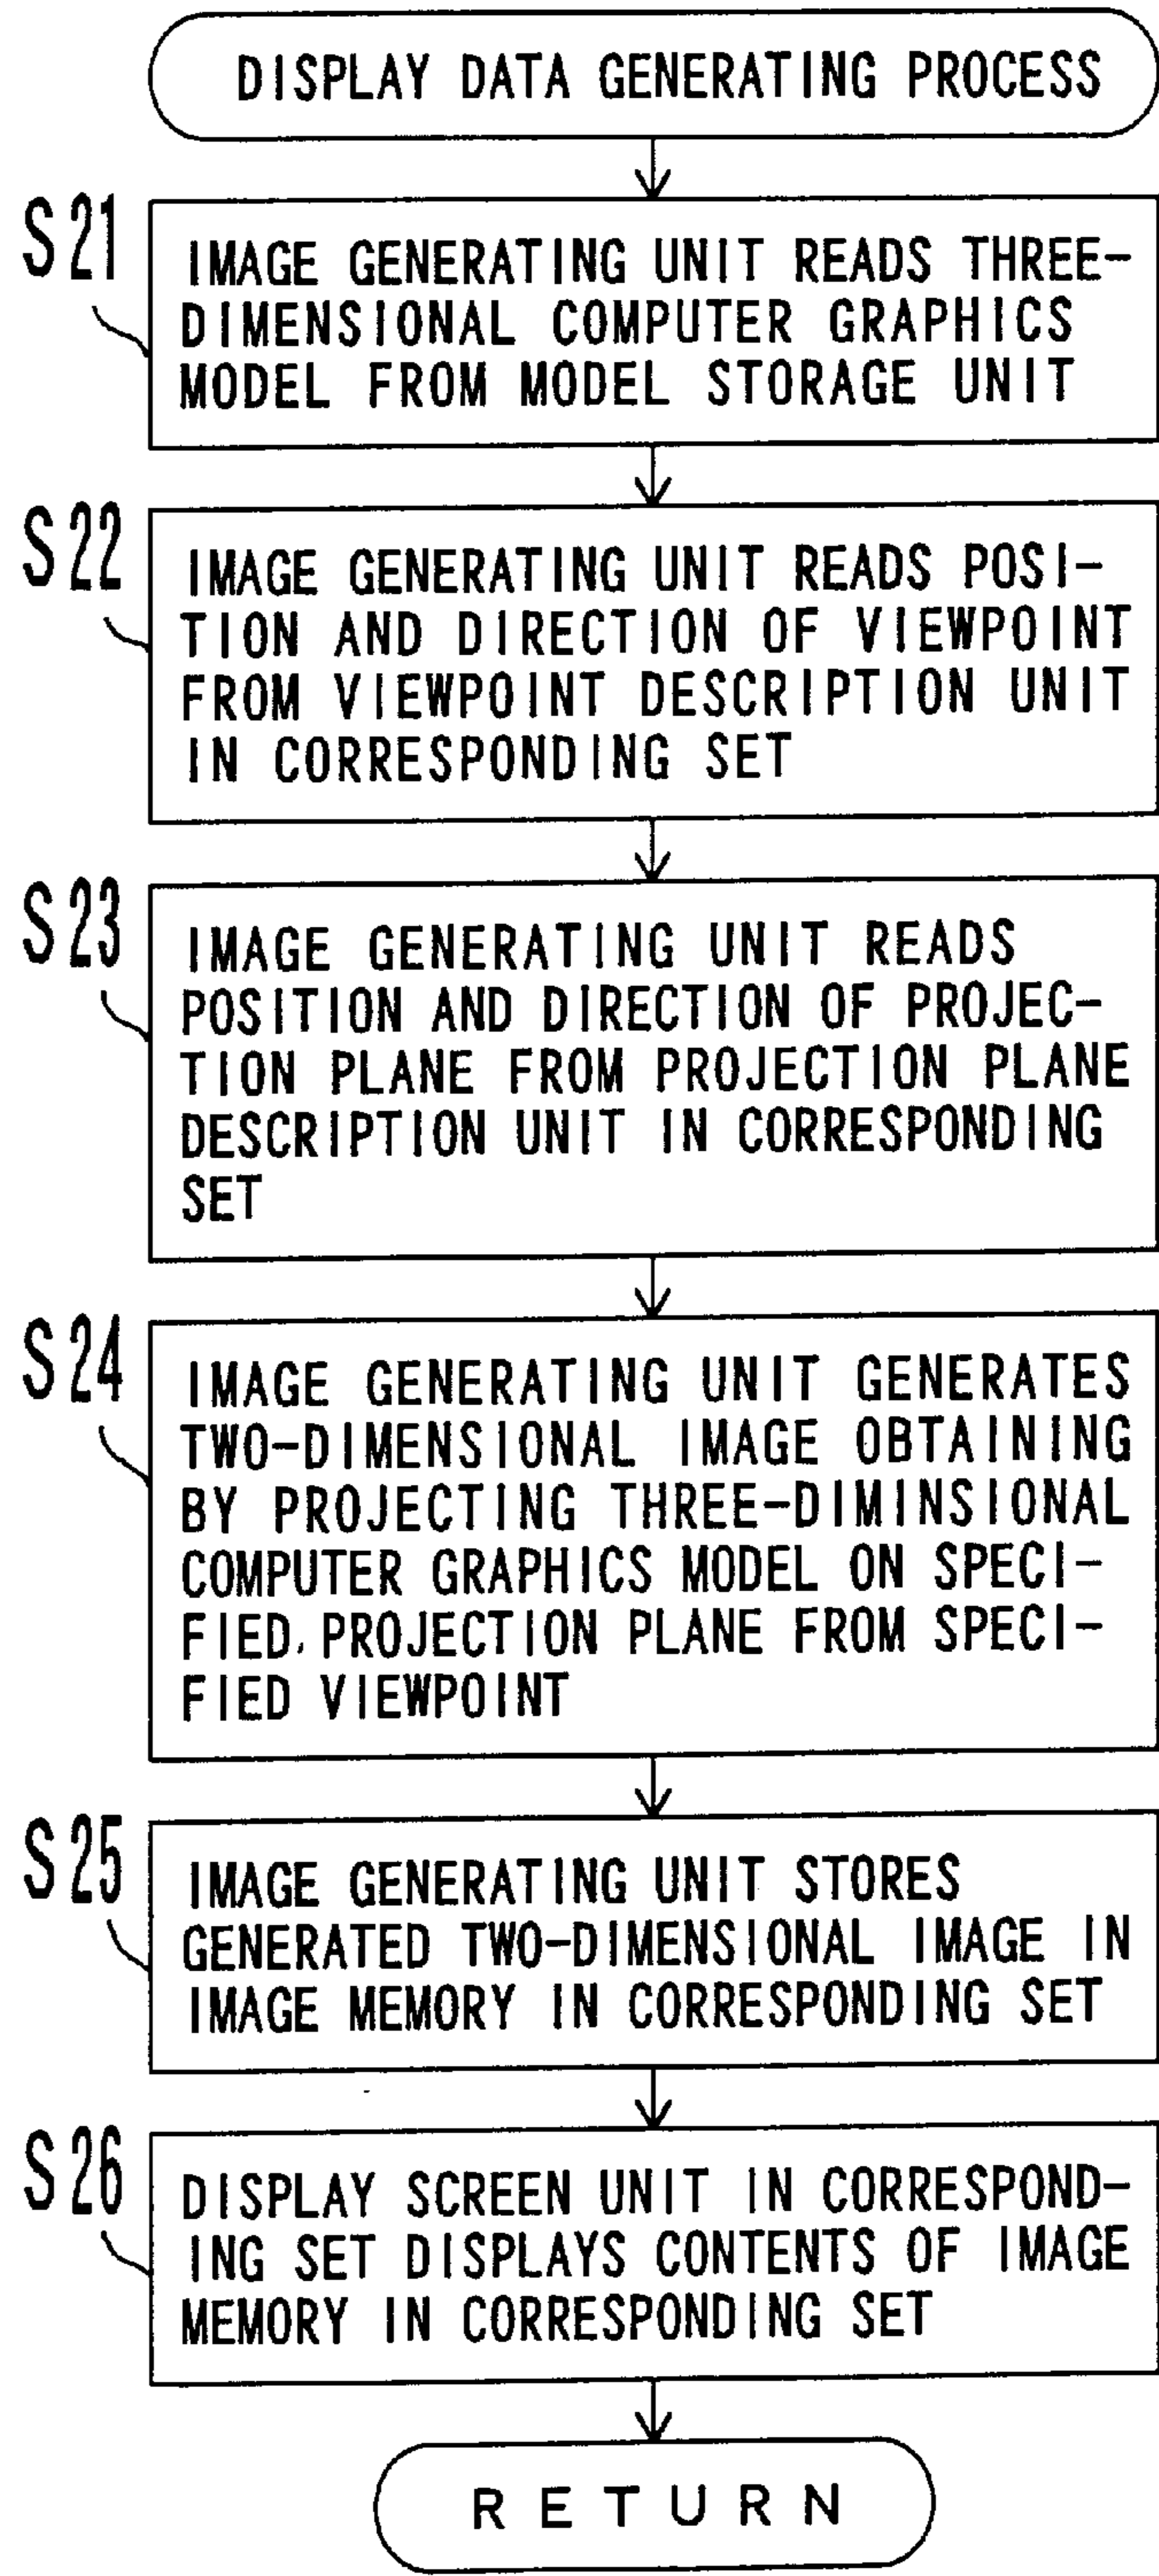 DISPLAY DATA GENERATING PROCESS
S21
IMAGE GENERATING UNIT READS THREE-
DIMENSIONAL COMPUTER GRAPHICS
MODEL FROM MODEL STORAGE UNIT
S22
IMAGE GENERATING UNIT READS POSI-
TION AND DIRECTION OF VIEWPOINT
FROM VIEWPOINT DESCRIPTION UNIT
IN CORRESPONDING SET
S23
IMAGE GENERATING UNIT READS
POSITION AND DIRECTION OF PROJEC-
TION PLANE FROM PROJECTION PLANE
DESCRIPTION UNIT IN CORRESPONDING
SET
S24
IMAGE GENERATING UNIT GENERATES
TWO-DIMENSIONAL IMAGE OBTAINING
BY PROJECTING THREE-DIMINSIONAL
COMPUTER GRAPHICS MODEL ON SPECI-
FIED PROJECTION PLANE FROM SPECI-
FIED VIEWPOINT
S25
IMAGE GENERATING UNIT STORES
GENERATED TWO-DIMENSIONAL IMAGE IN
IMAGE MEMORY IN CORRESPONDING SET
S26
DISPLAY SCREEN UNIT IN CORRESPOND-
ING SET DISPLAYS CONTENTS OF IMAGE
MEMORY IN CORRESPONDING SET
RETURN